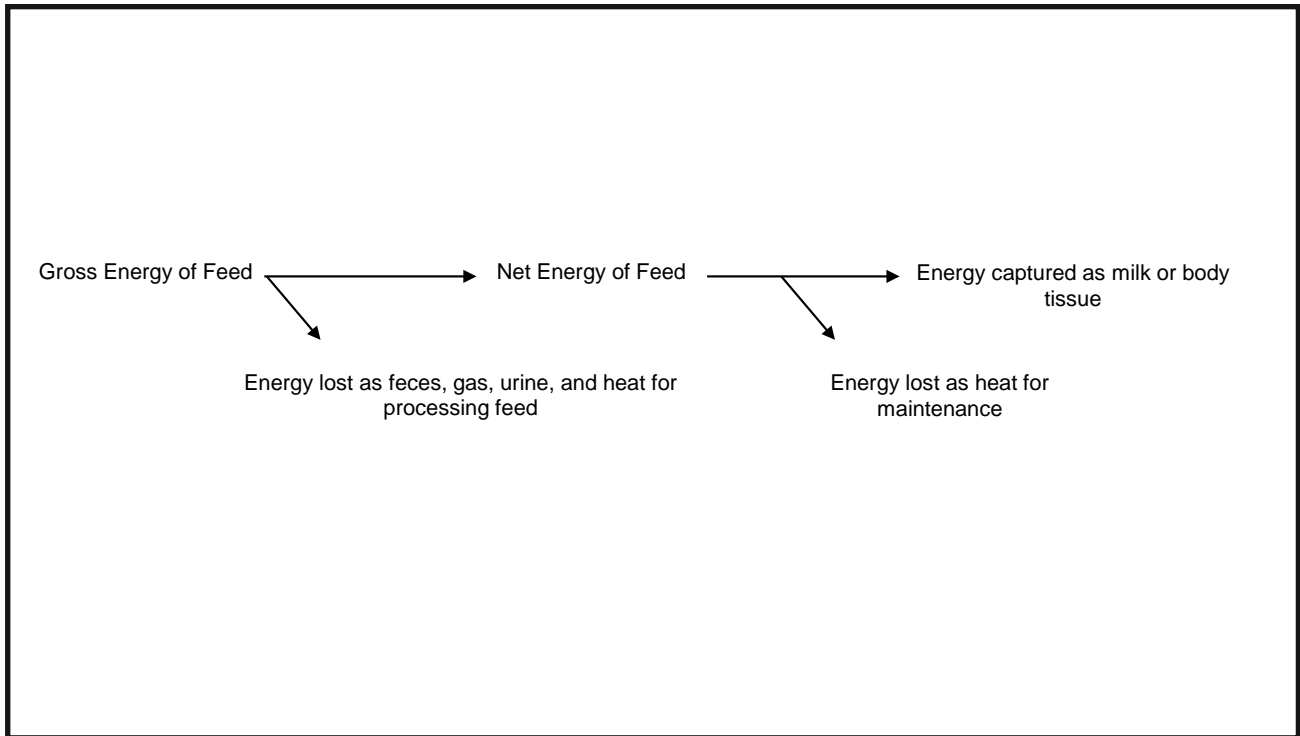 Gross Energy of Feed
Net Energy of Feed
Energy captured as milk or body
tissue
Energy lost as feces, gas, urine, and heat for
processing feed
Energy lost as heat for
maintenance